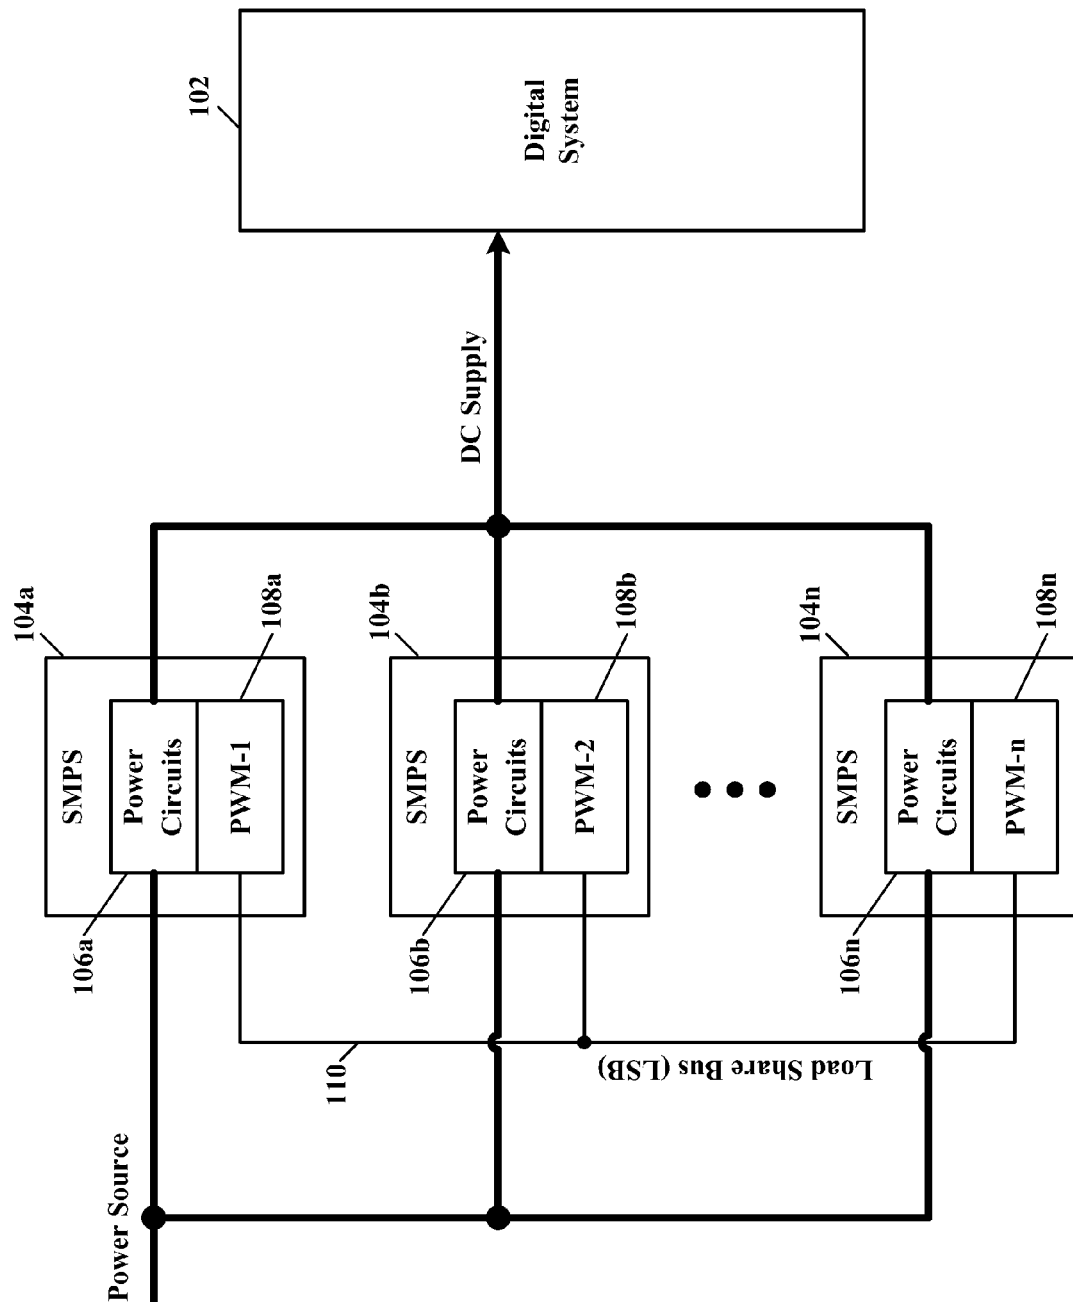 102
Digital
System
DC Supply
104a
SMPS
Power
Circuits
PWM-1
106a
108a
104b
SMPS
Power
Circuits
PWM-2
106b
108b
104n
SMPS
Power
Circuits
PWM-n
106n
108n
110
Load Share Bus (LSB)
Power Source